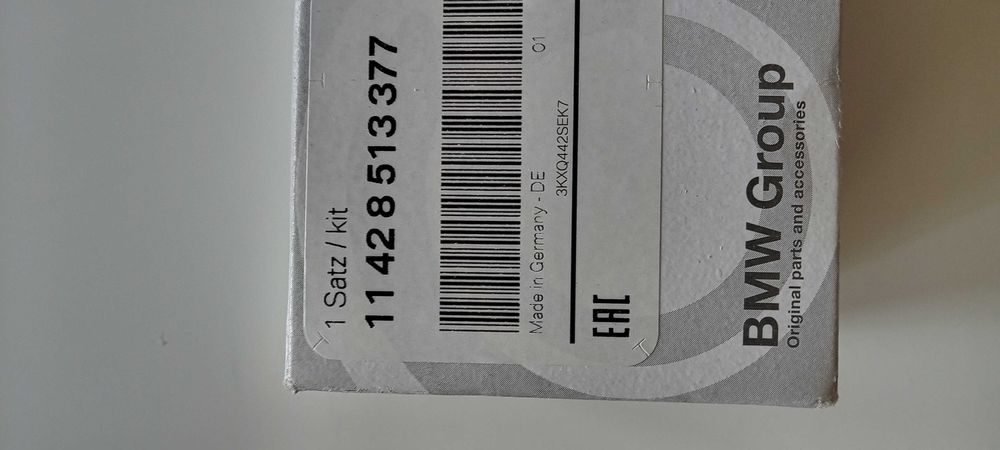 1 Satz / kit
11 42 8 513 377
Made in Germany - DE 01
3KXQ442SEK7
EAC
BMW Group
Original parts and accessories